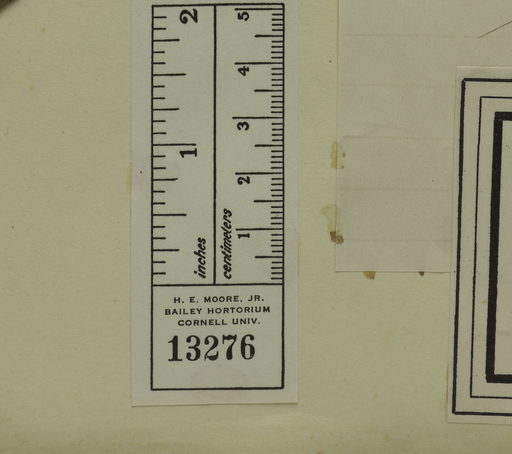 2
1
inches
5
4
3
2
1
centimeters
H. E. MOORE, JR.
BAILEY HORTORIUM
CORNELL UNIV.
13276